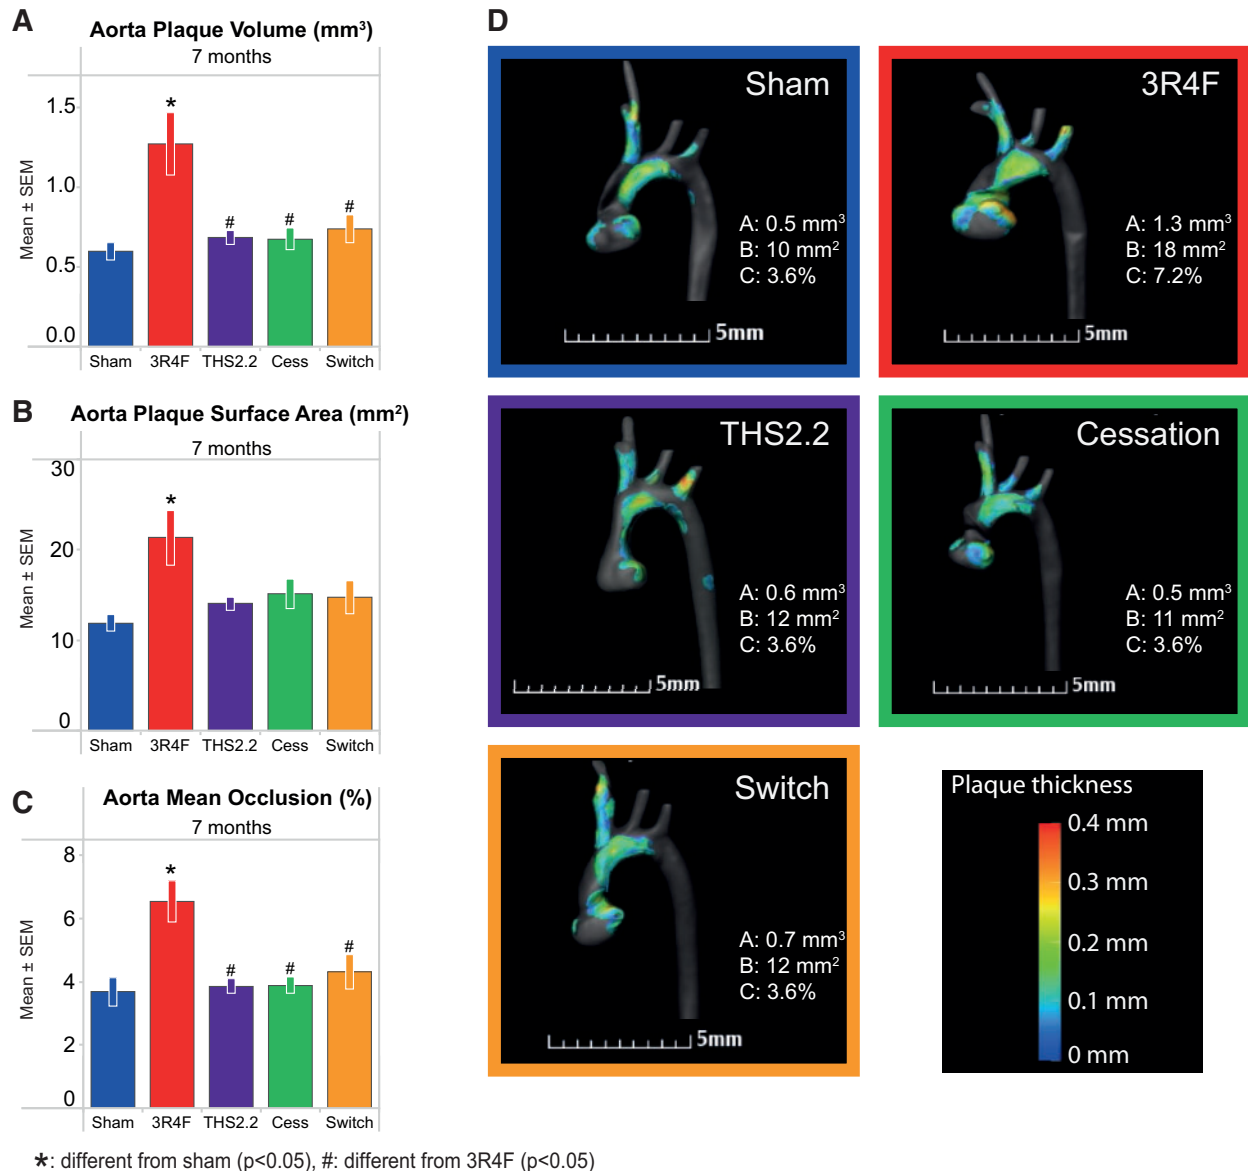 A
Aorta Plaque Volume (mm³)
7 months
Mean ± SEM
1.5
1.0
0.5
0.0
*
#
#
#
Sham 3R4F THS2.2 Cess Switch
B
Aorta Plaque Surface Area (mm²)
7 months
Mean ± SEM
30
20
10
0
*
Sham 3R4F THS2.2 Cess Switch
C
Aorta Mean Occlusion (%)
7 months
Mean ± SEM
8
6
4
2
0
*
#
#
#
Sham 3R4F THS2.2 Cess Switch
*: different from sham (p<0.05), #: different from 3R4F (p<0.05)
D
Sham
A: 0.5 mm³
B: 10 mm²
C: 3.6%
5mm
3R4F
A: 1.3 mm³
B: 18 mm²
C: 7.2%
5mm
THS2.2
A: 0.6 mm³
B: 12 mm²
C: 3.6%
5mm
Cessation
A: 0.5 mm³
B: 11 mm²
C: 3.6%
5mm
Switch
A: 0.7 mm³
B: 12 mm²
C: 3.6%
5mm
Plaque thickness
0.4 mm
0.3 mm
0.2 mm
0.1 mm
0 mm